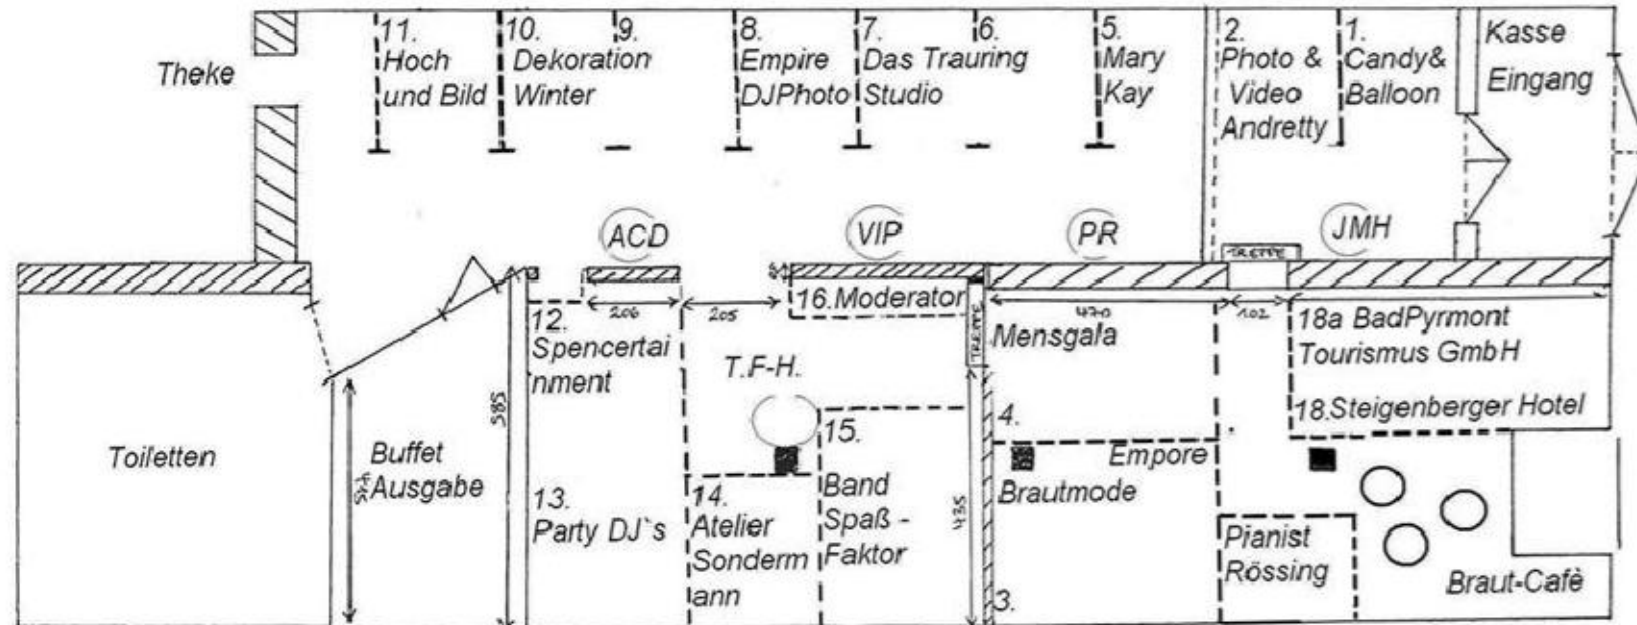 Theke
11.
Hoch
und Bild
10.
Dekoration
Winter
9.
8.
Empire
DJPhoto
7.
Das Trauring
Studio
6.
5.
Mary
Kay
2.
Photo &
Video
Andretty
1.
Candy&
Balloon
Kasse
Eingang
ACD
VIP
PR
JMH
TREPPE
206
205
470
102
12.
Spencertai
nment
16.Moderator
TREPPE
Mensgala
18a BadPyrmont
Tourismus GmbH
T.F-H.
4.
18.Steigenberger Hotel
585
Toiletten
Buffet
Ausgabe
13.
Party DJ`s
14.
Atelier
Sonderm
ann
15.
Band
Spaß -
Faktor
435
Empore
Brautmode
3.
Pianist
Rössing
Braut-Cafè